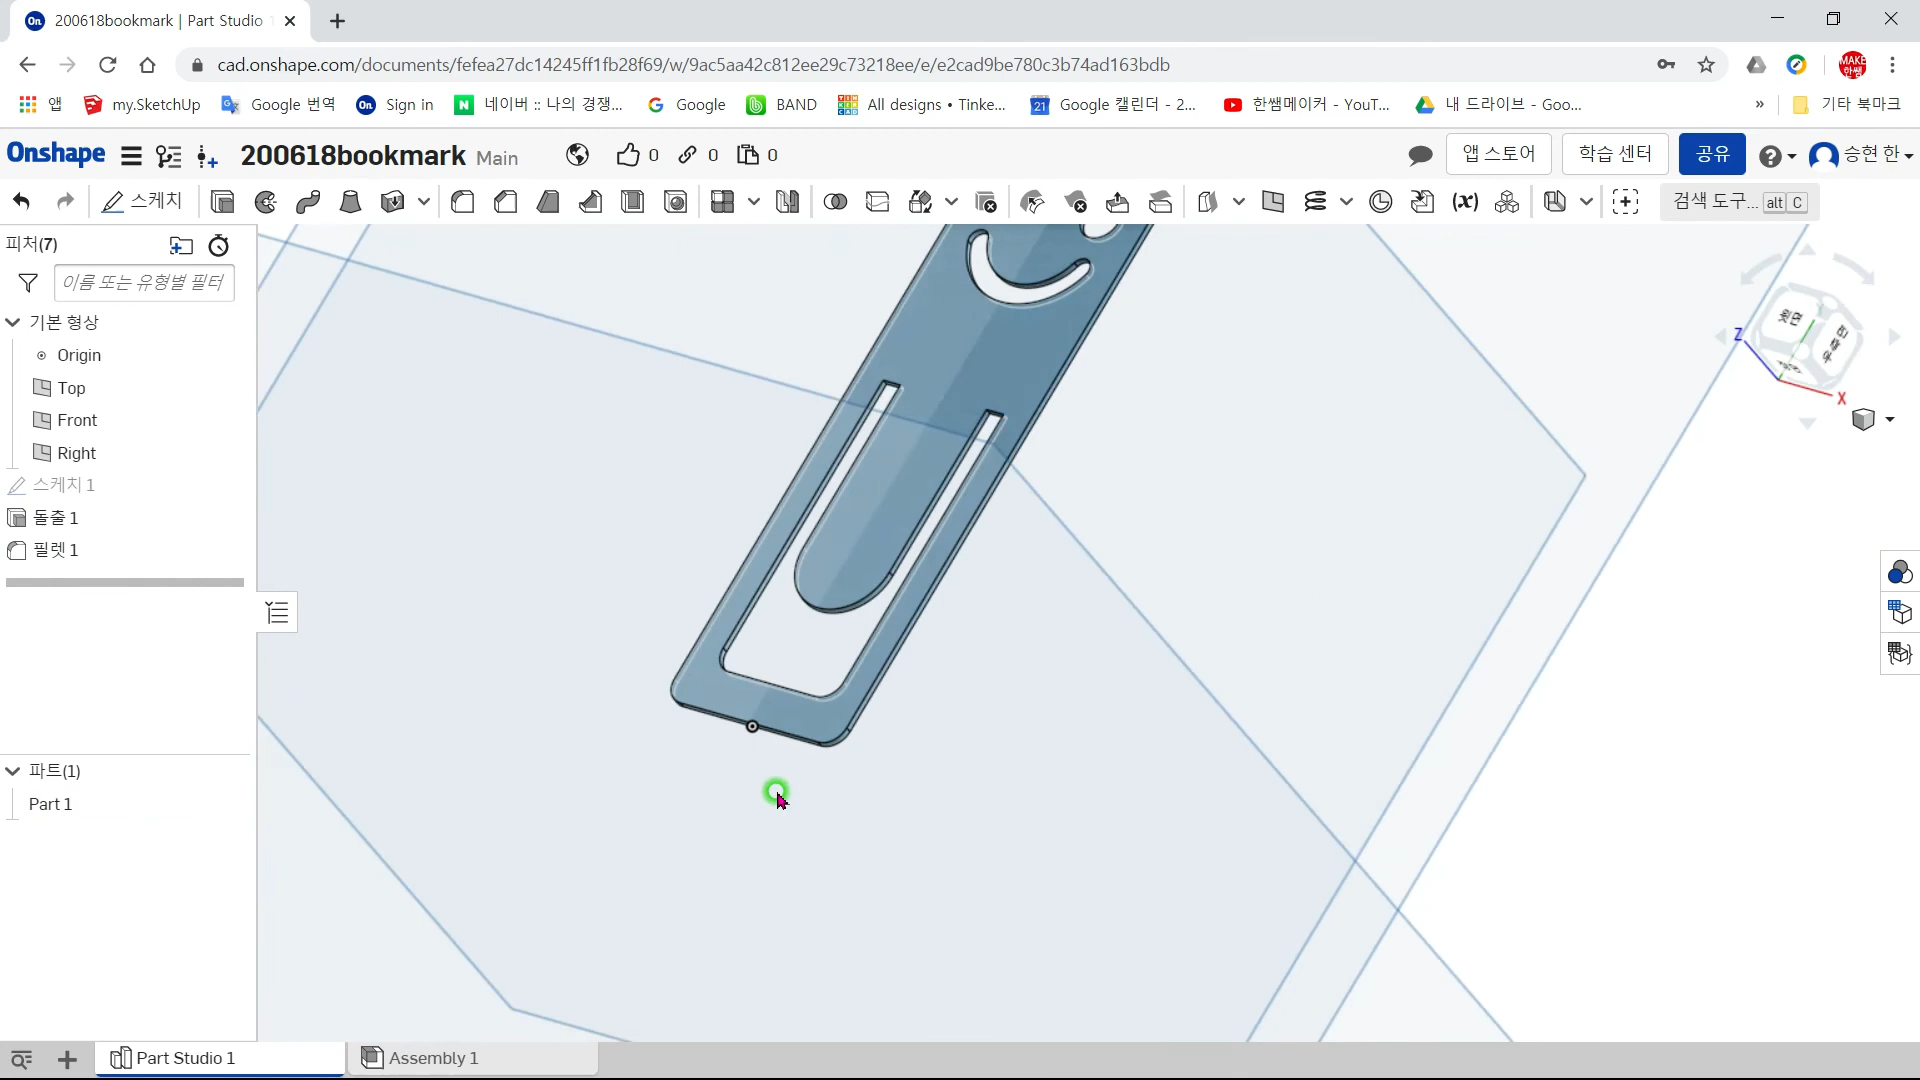 200618bookmark | Part Studio
cad.onshape.com/documents/fefea27dc14245ff1fb28f69/w/9ac5aa42c812ee29c73218ee/e/e2cad9be780c3b74ad163bdb
MAKE 한쌤
앱 my.SketchUp Google 번역 Sign in 네이버 :: 나의 경쟁... Google BAND All designs • Tinke... 21 Google 캘린더 - 2... 한쌤메이커 - YouT... 내 드라이브 - Goo... » 기타 북마크
Onshape 200618bookmark Main 0 0 0 앱 스토어 학습 센터 공유 승현 한
스케치 (x) 검색 도구... alt C
피처(7)
이름 또는 유형별 필터
기본 형상
Origin
Top
Front
Right
스케치 1
돌출 1
필렛 1
Z
X
파트(1)
Part 1
Part Studio 1 Assembly 1